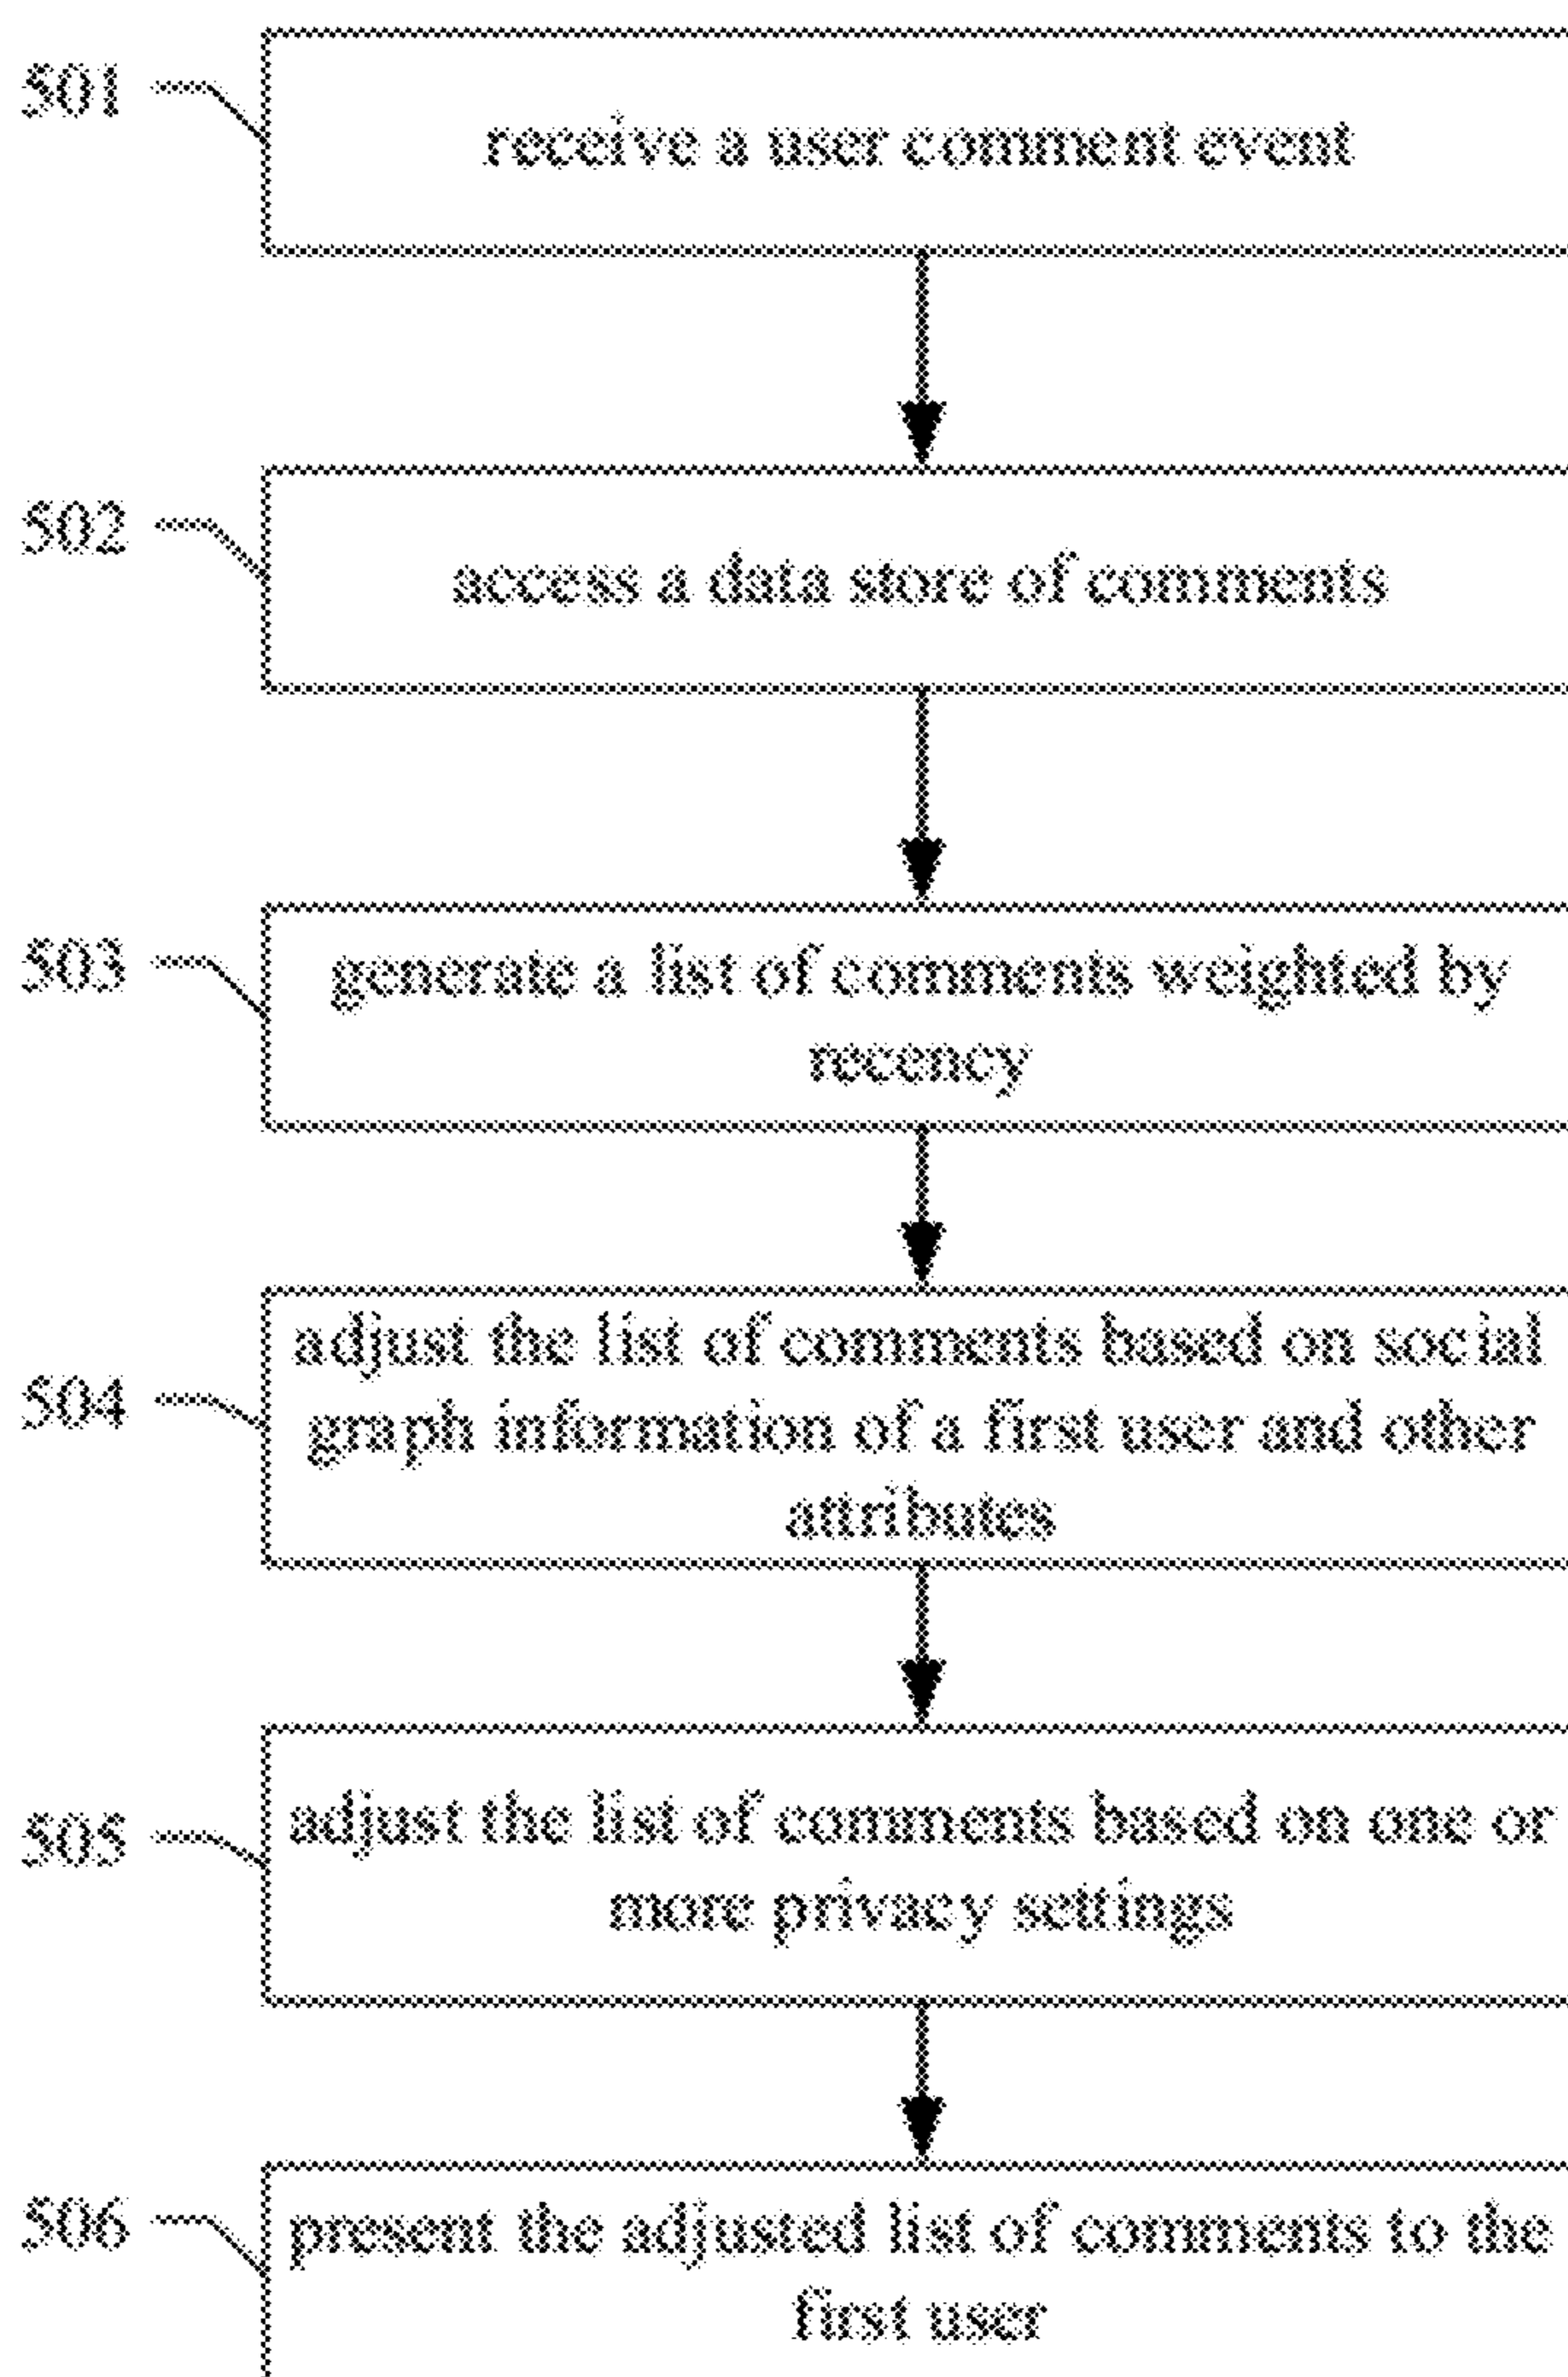 501
receive a user comment event
502
access a data store of comments
503
generate a list of comments weighted by
recency
504
adjust the list of comments based on social
graph information of a first user and other
attributes
505
adjust the list of comments based on one or
more privacy settings
506
present the adjusted list of comments to the
first user